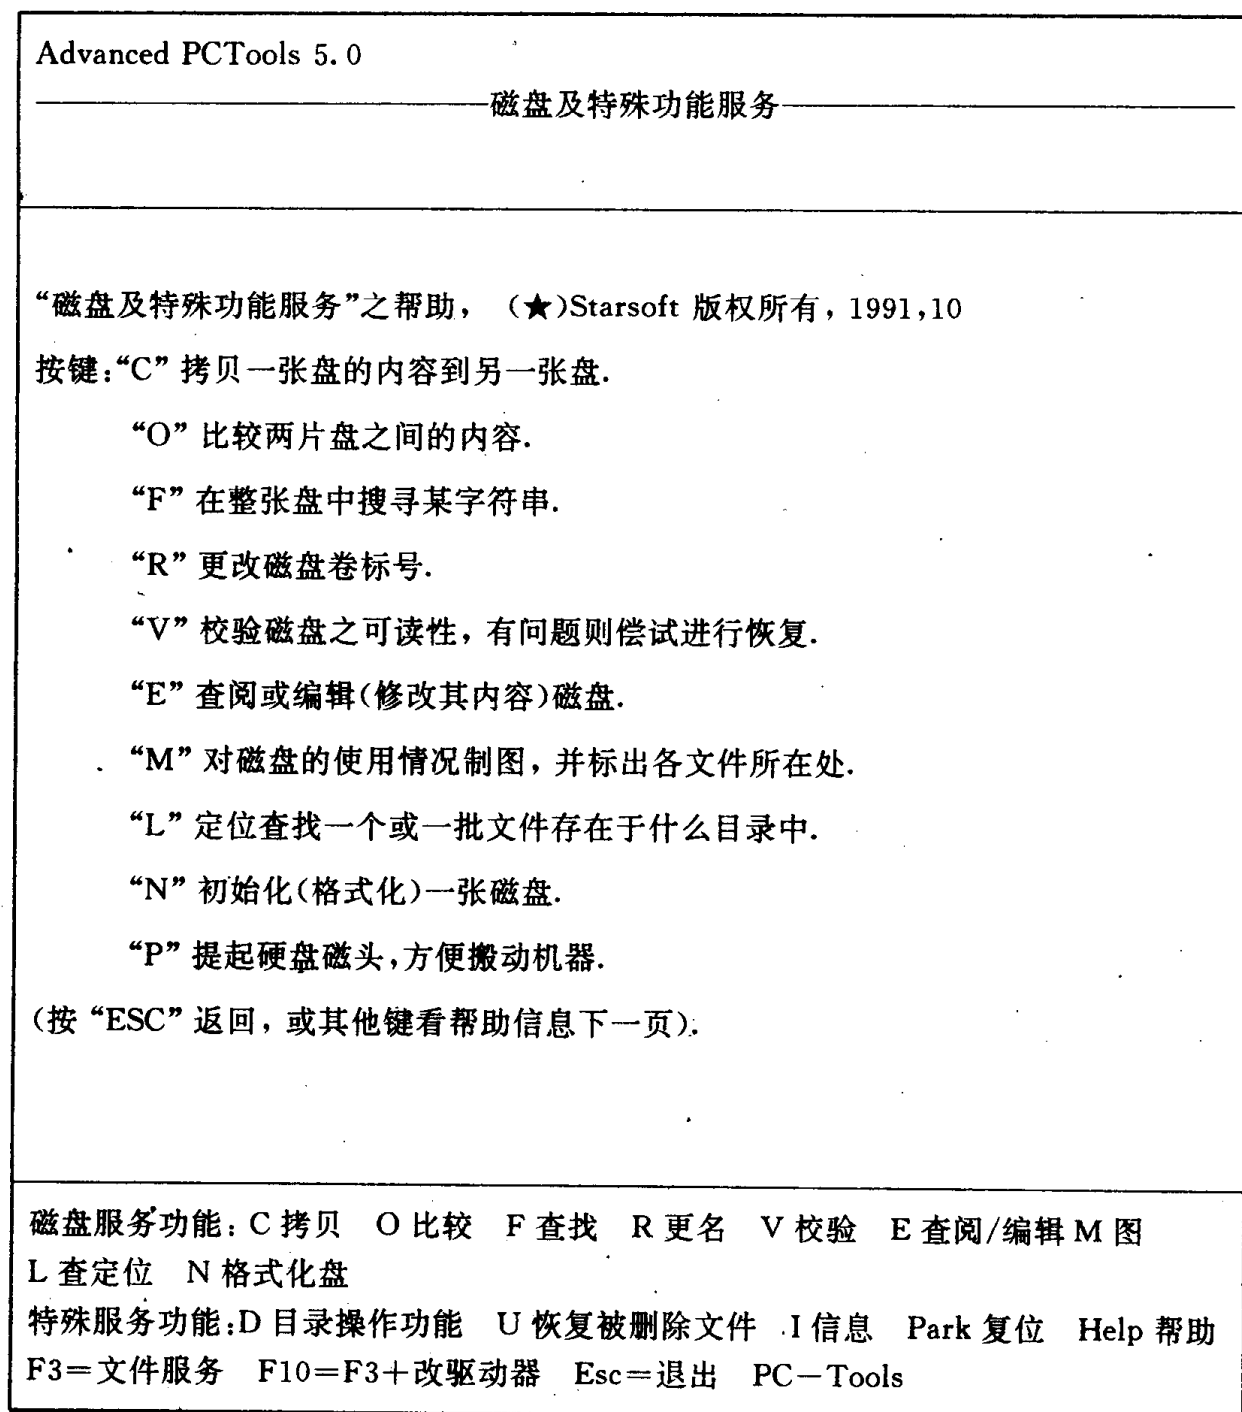 Advanced PCTools 5.0
磁盘及特殊功能服务
“磁盘及特殊功能服务”之帮助，（★）Starsoft 版权所有，1991,10
按键：“C” 拷贝一张盘的内容到另一张盘.
“O” 比较两片盘之间的内容.
“F” 在整张盘中搜寻某字符串.
“R” 更改磁盘卷标号.
“V” 校验磁盘之可读性，有问题则偿试进行恢复.
“E” 查阅或编辑（修改其内容）磁盘.
“M” 对磁盘的使用情况制图，并标出各文件所在处.
“L” 定位查找一个或一批文件存在于什么目录中.
“N” 初始化（格式化）一张磁盘.
“P” 提起硬盘磁头，方便搬动机器.
（按 “ESC” 返回，或其他键看帮助信息下一页）.
磁盘服务功能：C 拷贝 O 比较 F 查找 R 更名 V 校验 E 查阅/编辑 M 图
L 查定位 N 格式化盘
特殊服务功能：D 目录操作功能 U 恢复被删除文件 I 信息 Park 复位 Help 帮助
F3＝文件服务 F10＝F3＋改驱动器 Esc＝退出 PC－Tools